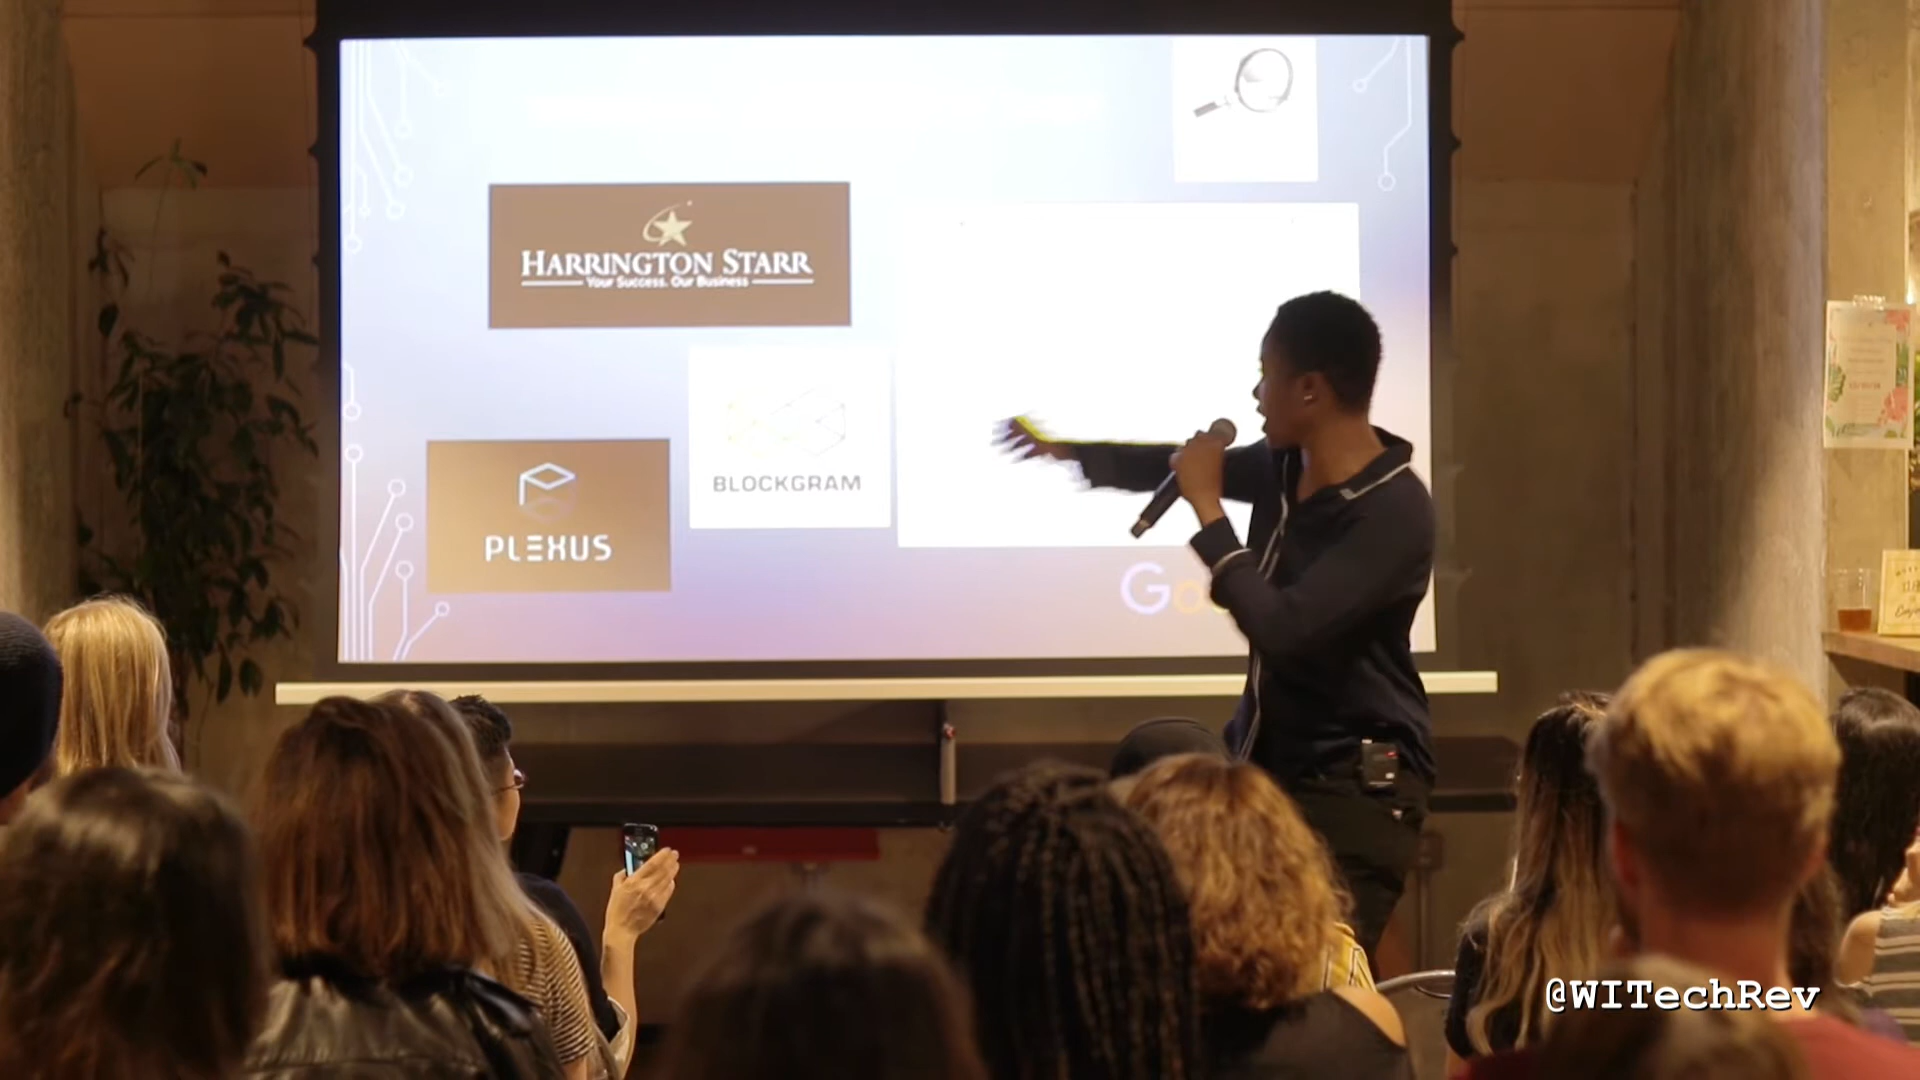 HARRINGTON STARR
Your Success. Our Business
BLOCKGRAM
PLEXUS
@WITechRev